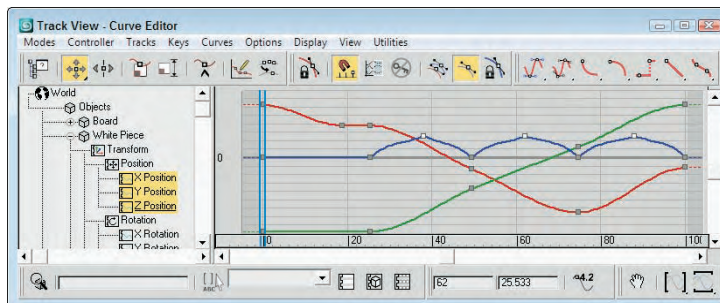 Track View - Curve Editor
Modes Controller Tracks Keys Curves Options Display View Utilities
World
Objects
Board
White Piece
Transform
Position
X Position
Y Position
Z Position
Rotation
X Rotation
Y Rotation
0
0 20 40 60 80 100
ABC
62 25.533 4.2